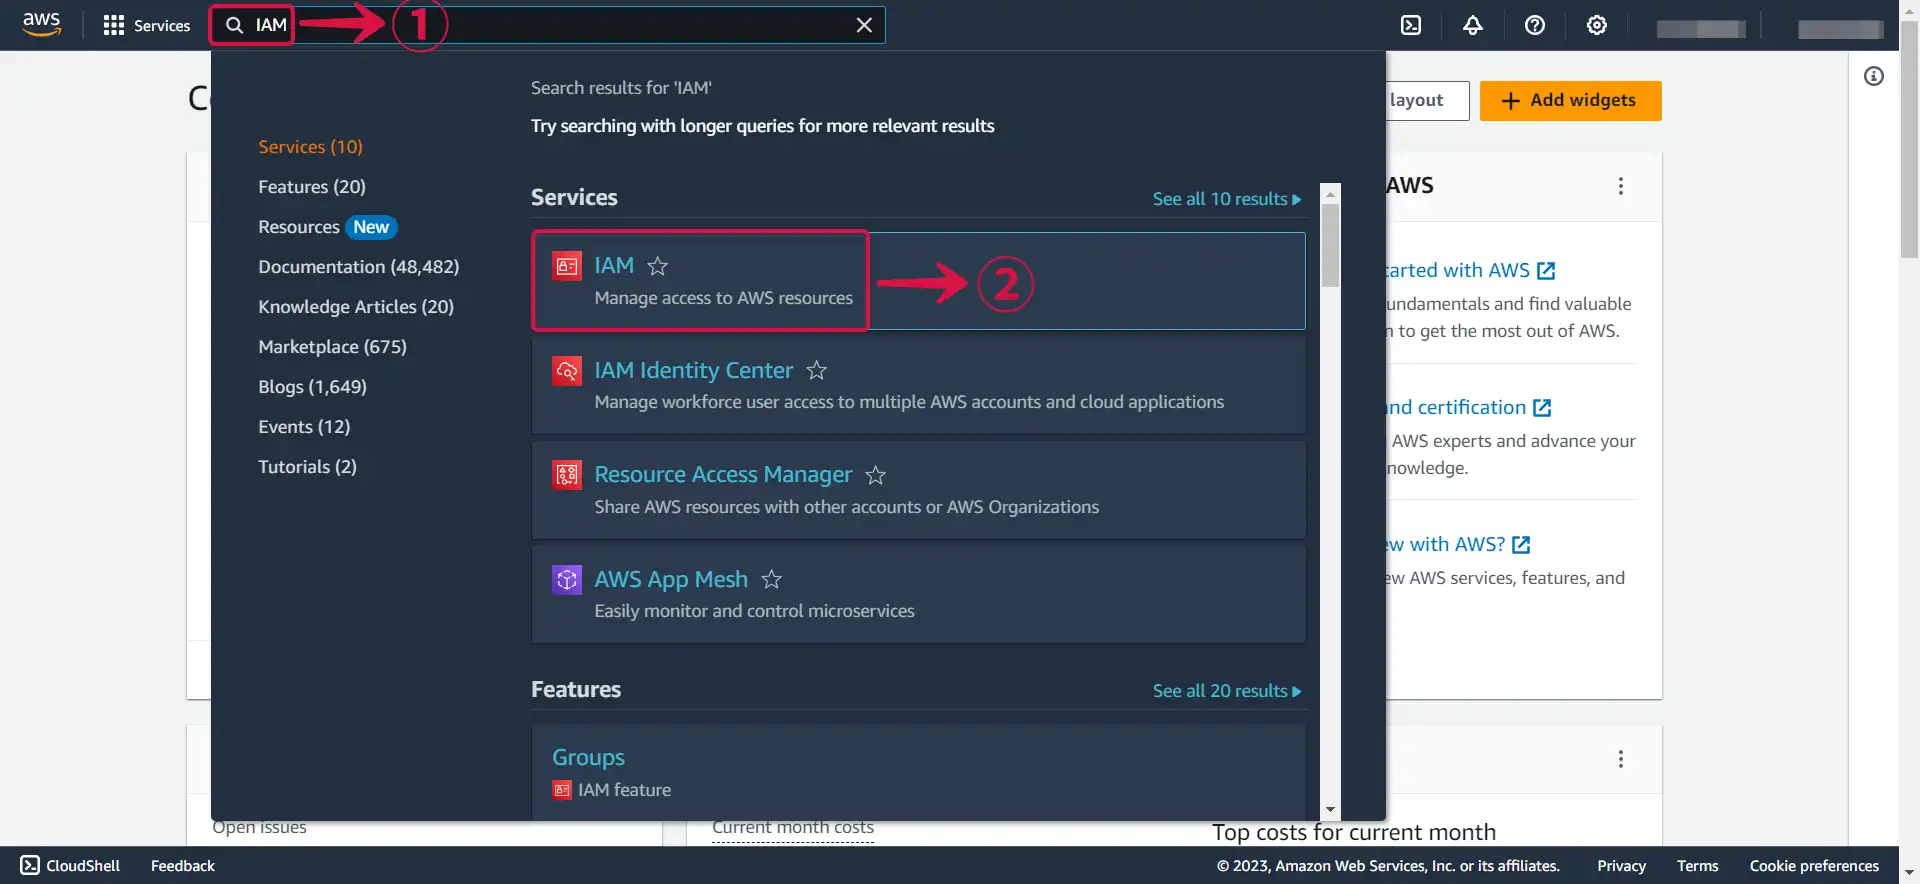 aws
Services
IAM
①
Search results for 'IAM'
Try searching with longer queries for more relevant results
Services (10)
Features (20)
Resources New
Documentation (48,482)
Knowledge Articles (20)
Marketplace (675)
Blogs (1,649)
Events (12)
Tutorials (2)
Services
See all 10 results
IAM
Manage access to AWS resources
②
IAM Identity Center
Manage workforce user access to multiple AWS accounts and cloud applications
Resource Access Manager
Share AWS resources with other accounts or AWS Organizations
AWS App Mesh
Easily monitor and control microservices
Features
See all 20 results
Groups
IAM feature
layout
Add widgets
AWS
with AWS
and find valuable
to get the most out of AWS.
certification
AWS experts and advance your
with AWS?
AWS services, features, and
Open issues
Current month costs
Top costs for current month
CloudShell
Feedback
© 2023, Amazon Web Services, Inc. or its affiliates.
Privacy
Terms
Cookie preferences